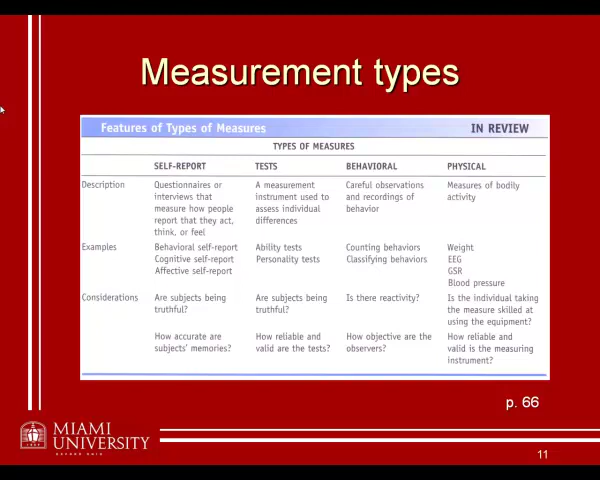 Measurement types
Features of Types of Measures IN REVIEW
TYPES OF MEASURES
SELF-REPORT TESTS BEHAVIORAL PHYSICAL
Description Questionnaires or A measurement Careful observations Measures of bodily
interviews that instrument used to and recordings of activity
measure how people assess individual behavior
report that they act, differences
think, or feel
Examples Behavioral self-report Ability tests Counting behaviors Weight
Cognitive self-report Personality tests Classifying behaviors EEG
Affective self-report GSR
Blood pressure
Considerations Are subjects being Are subjects being Is there reactivity? Is the individual taking
truthful? truthful? the measure skilled at
using the equipment?
How accurate are How reliable and How objective are the How reliable and
subjects' memories? valid are the tests? observers? valid is the measuring
instrument?
p. 66
MIAMI
UNIVERSITY
OXFORD OHIO
11